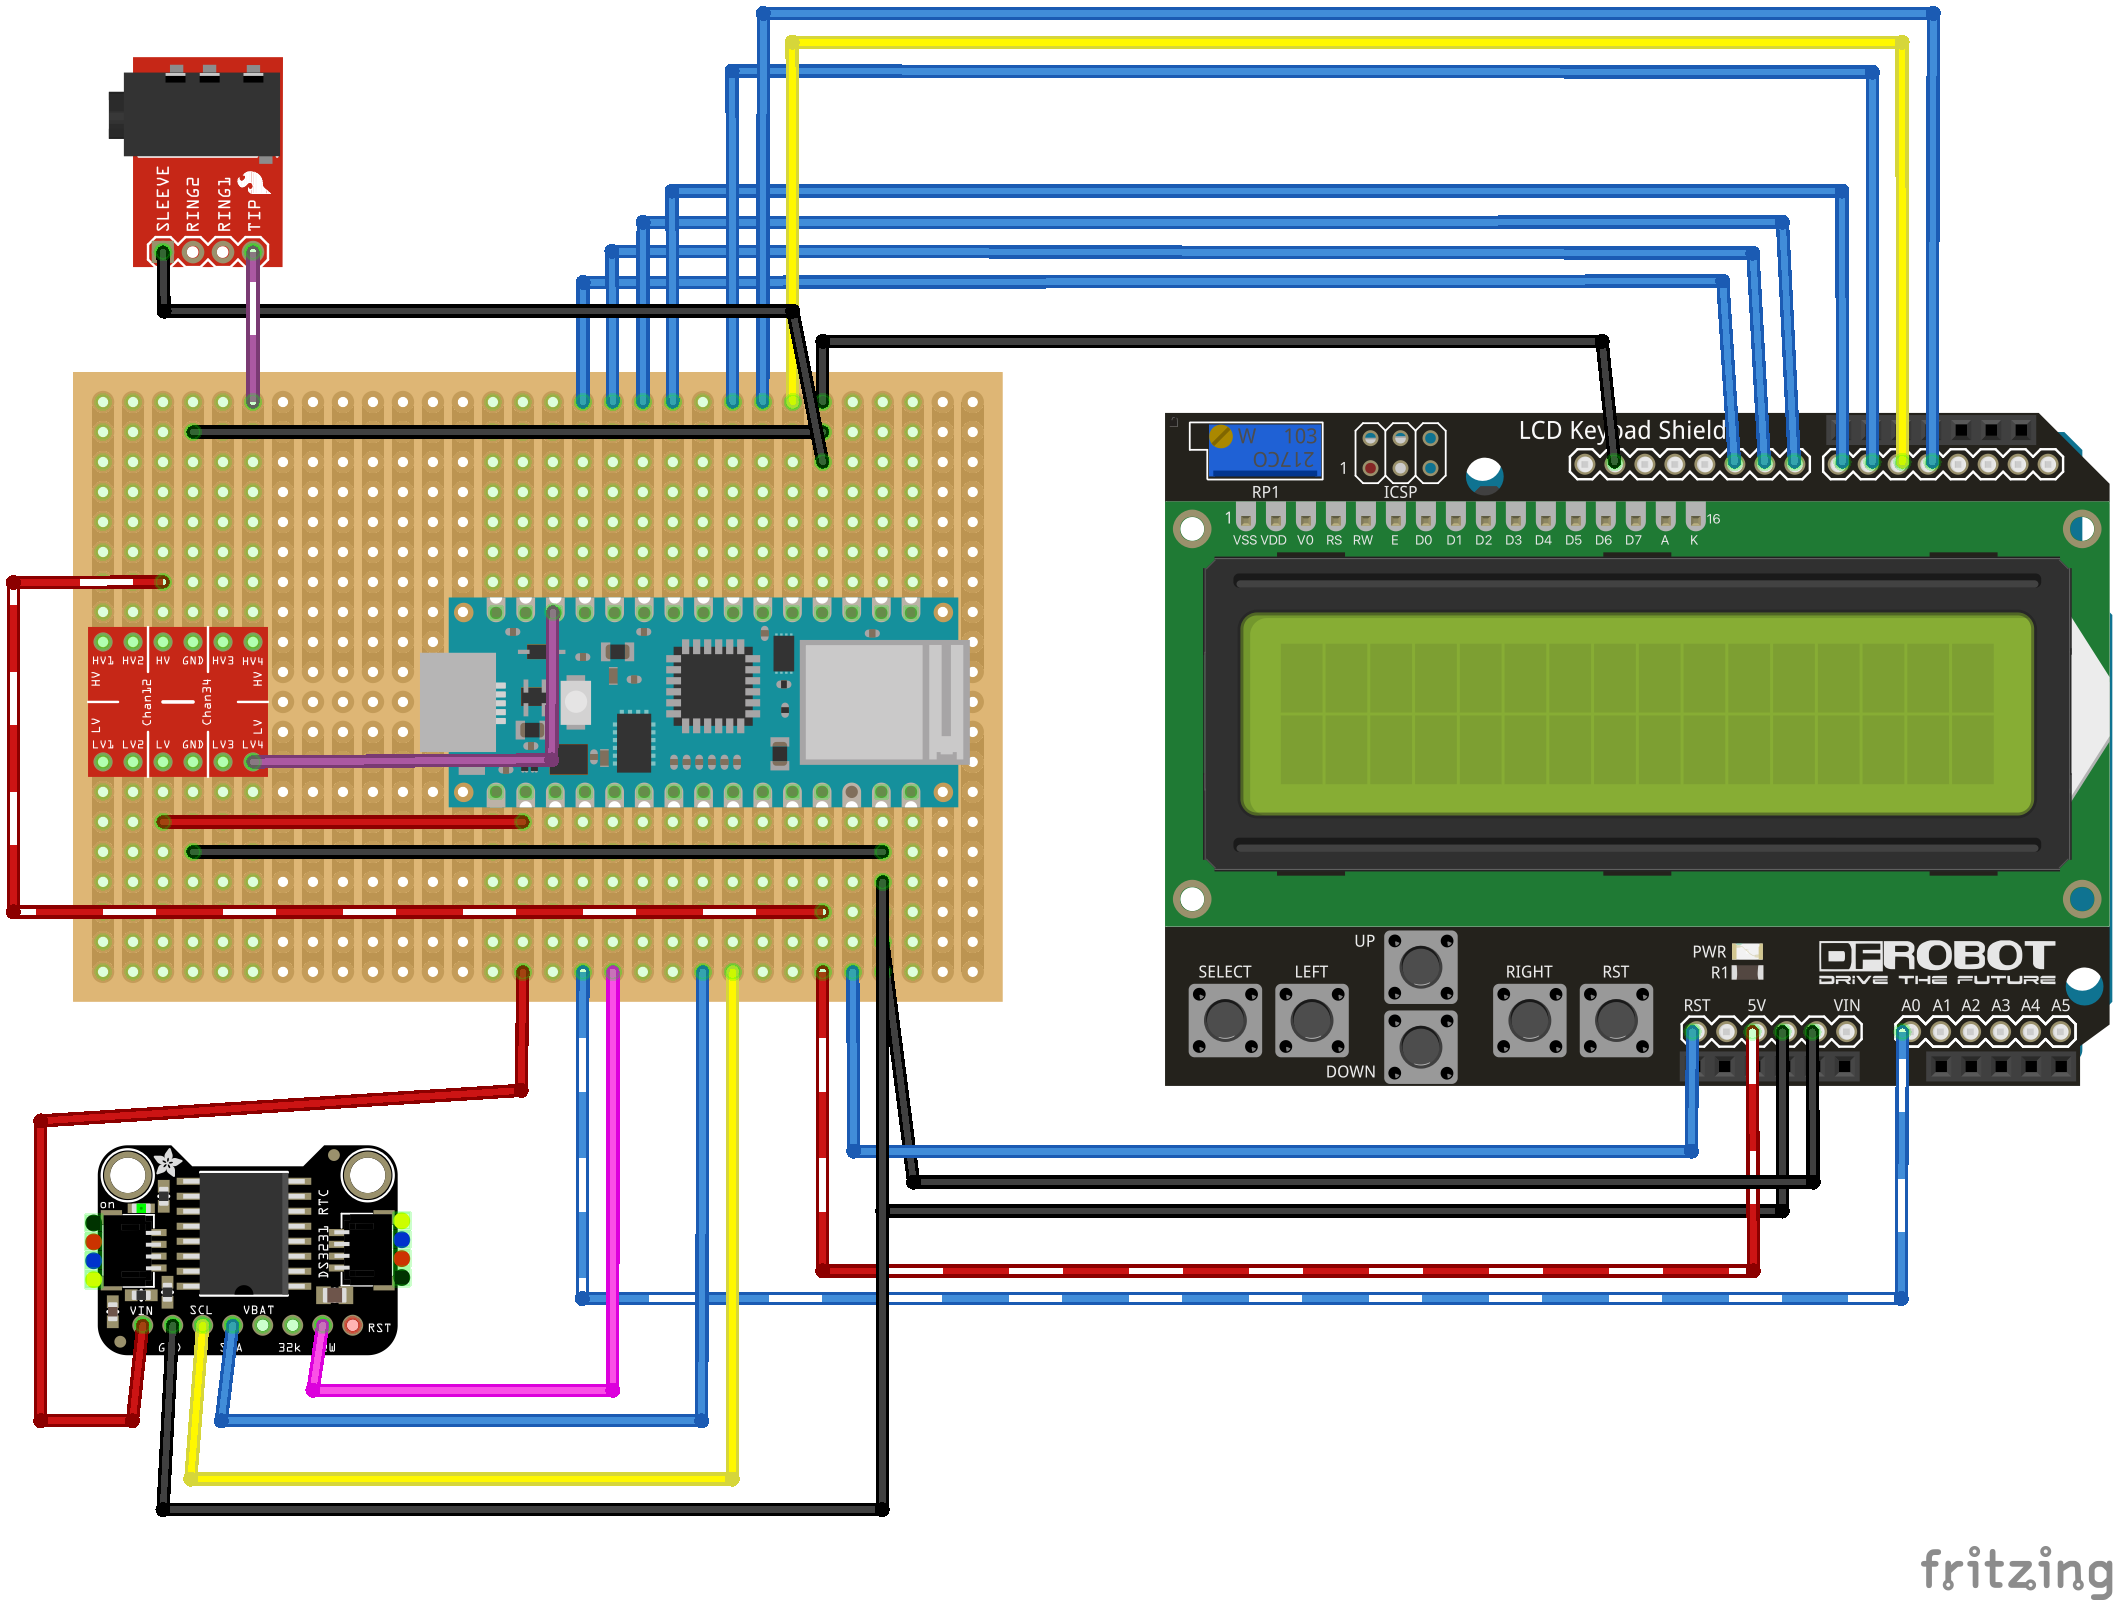 SLEEVE
RING2
RING1
TIP
LCD Keypad Shield
W 103
217CO
RP1
1
ICSP
1
16
VSS VDD V0 RS RW E D0 D1 D2 D3 D4 D5 D6 D7 A K
HV1 HV2 HV GND HV3 HV4
HV
Chan12
Chan34
HV
LV
LV
LV1 LV2 LV GND LV3 LV4
UP
SELECT LEFT RIGHT RST
DOWN
PWR
R1
DFROBOT
DRIVE THE FUTURE
RST 5V VIN A0 A1 A2 A3 A4 A5
on
DS3231 RTC
VIN SCL VBAT
RST
32k
fritzing